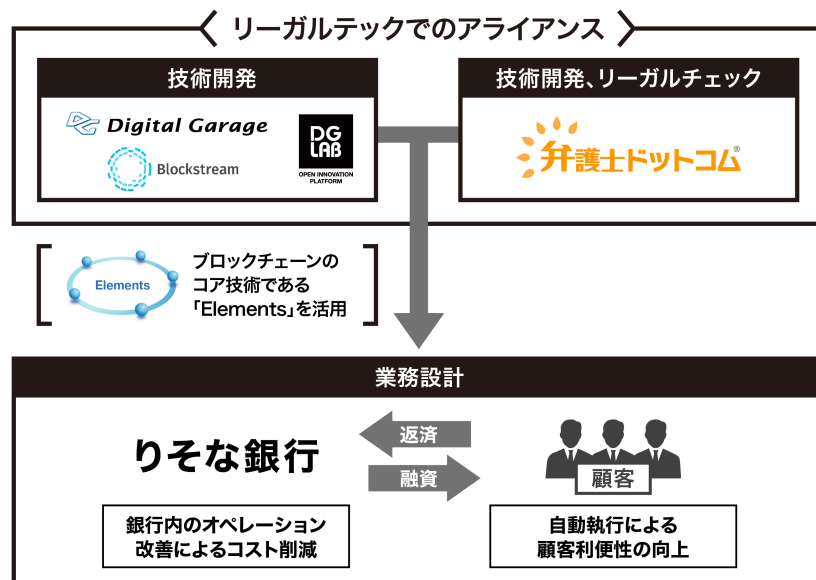 リーガルテックでのアライアンス
技術開発
Digital Garage
Blockstream
DG
LAB
OPEN INNOVATION
PLATFORM
技術開発、リーガルチェック
弁護士ドットコム®
Elements
ブロックチェーンの
コア技術である
「Elements」を活用
業務設計
りそな銀行
返済
融資
顧客
銀行内のオペレーション
改善によるコスト削減
自動執行による
顧客利便性の向上